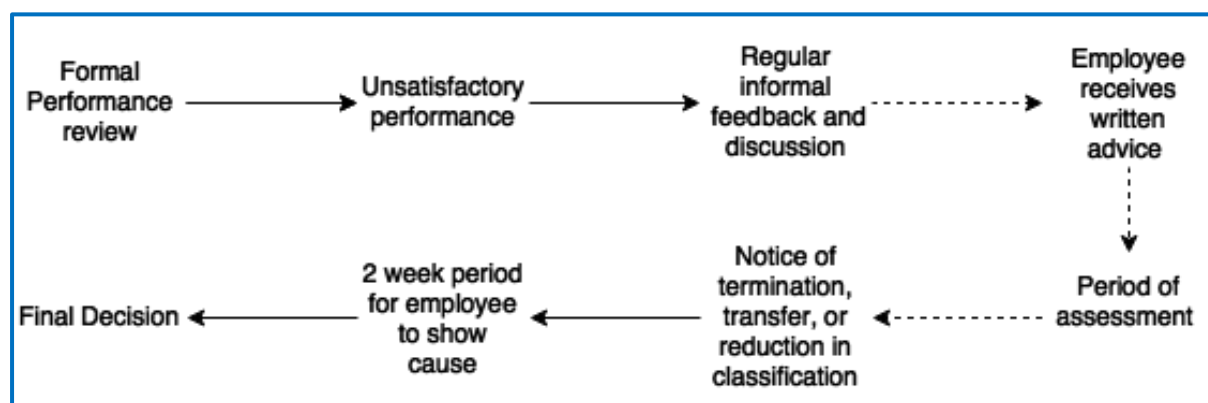 Formal
Performance
review
Unsatisfactory
performance
Regular
informal
feedback and
discussion
Employee
receives
written
advice
Period of
assessment
Notice of
termination,
transfer, or
reduction in
classification
2 week period
for employee
to show
cause
Final Decision